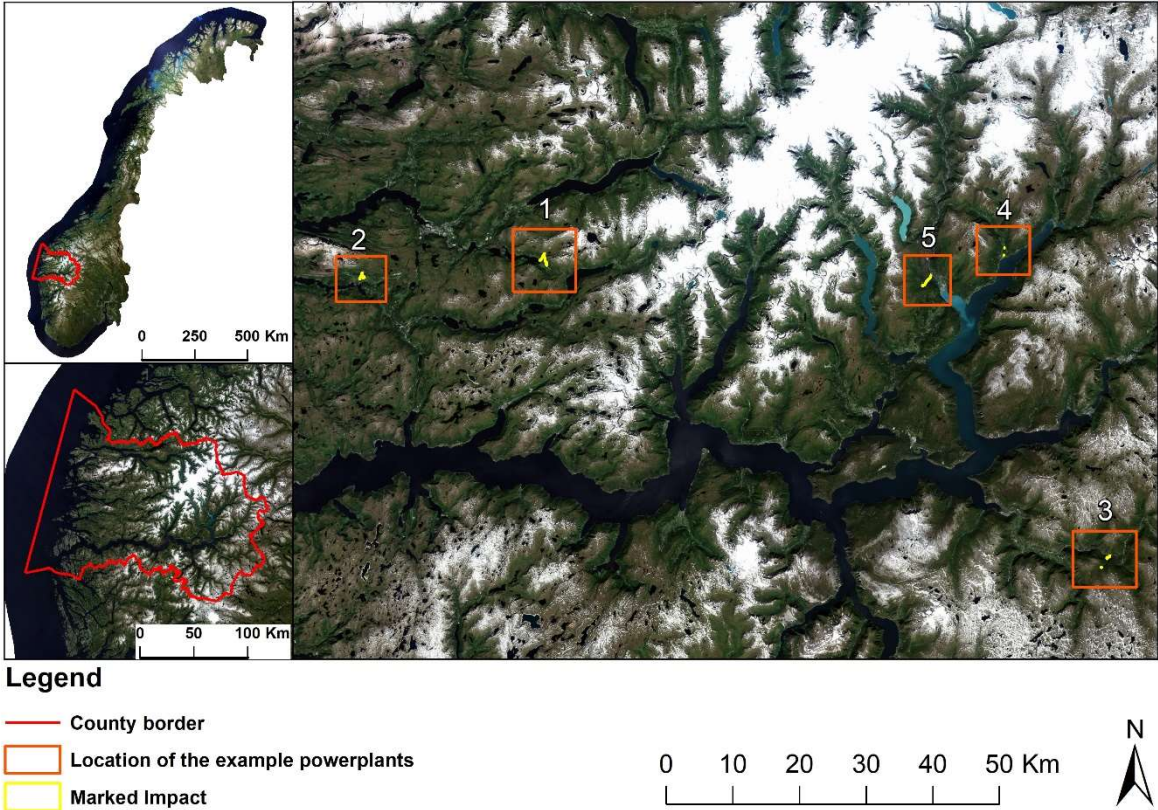 0 250 500 Km
0 50 100 Km
1
2
4
5
3
Legend
County border
Location of the example powerplants
Marked Impact
0 10 20 30 40 50 Km
N